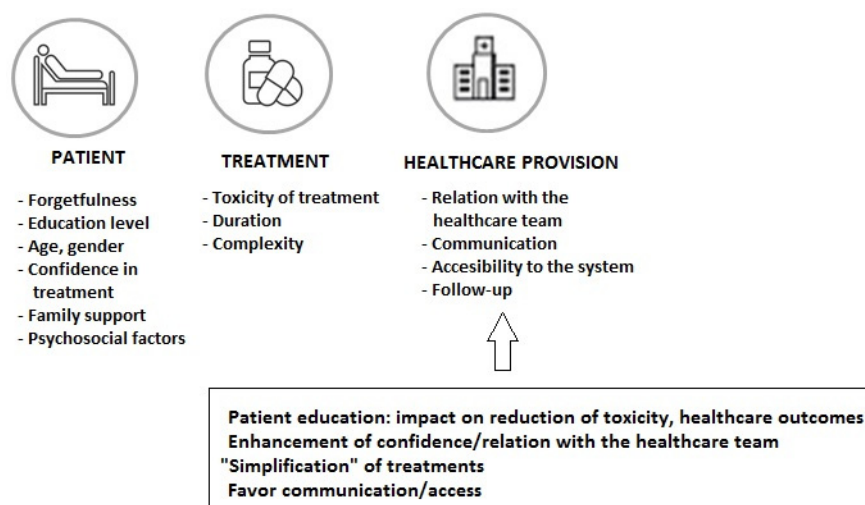 PATIENT
- Forgetfulness
- Education level
- Age, gender
- Confidence in
treatment
- Family support
- Psychosocial factors
TREATMENT
- Toxicity of treatment
- Duration
- Complexity
HEALTHCARE PROVISION
- Relation with the
healthcare team
- Communication
- Accesibility to the system
- Follow-up
Patient education: impact on reduction of toxicity, healthcare outcomes
Enhancement of confidence/relation with the healthcare team
"Simplification" of treatments
Favor communication/access